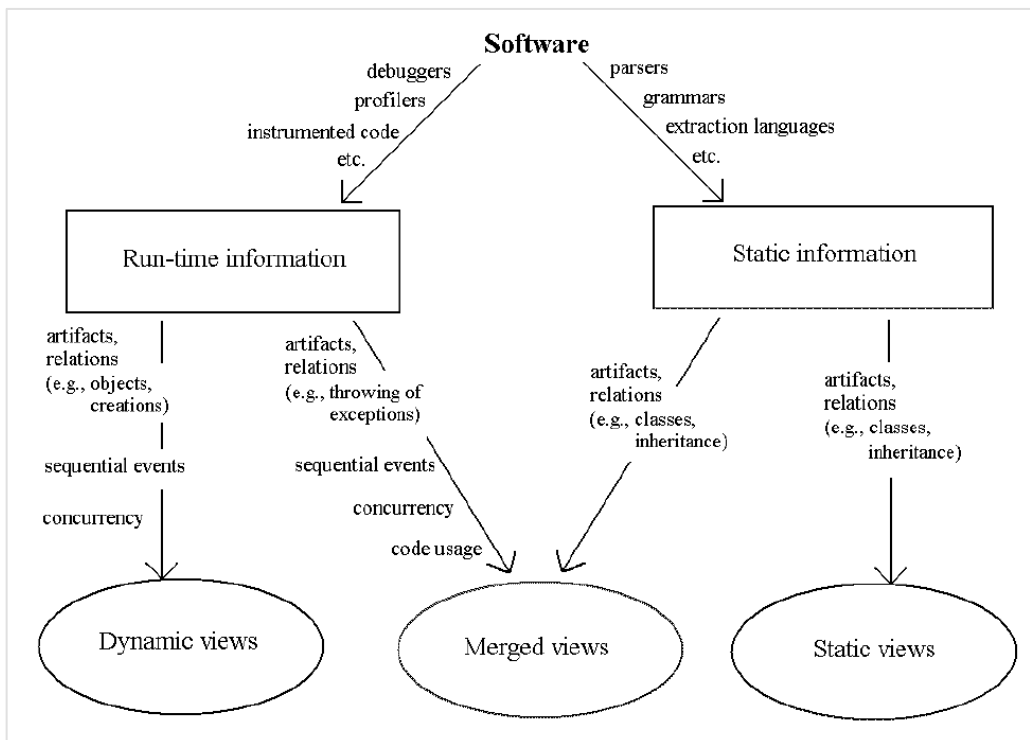 Software
debuggers
profilers
instrumented code
etc.
parsers
grammars
extraction languages
etc.
Run-time information
Static information
artifacts,
relations
(e.g., objects,
creations)
sequential events
concurrency
artifacts,
relations
(e.g., throwing of
exceptions)
sequential events
concurrency
code usage
artifacts,
relations
(e.g., classes,
inheritance)
artifacts,
relations
(e.g., classes,
inheritance)
Dynamic views
Merged views
Static views